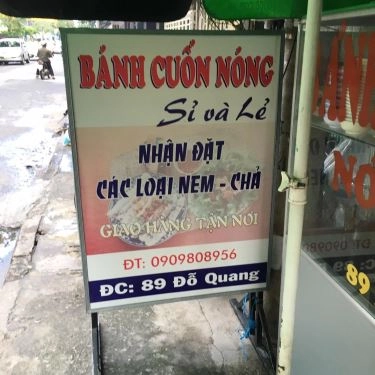 BÁNH CUỐN NÓNG
Sỉ và Lẻ
NHẬN ĐẶT
CÁC LOẠI NEM - CHẢ
GIAO HÀNG TẬN NƠI
ĐT: 0909808956
ĐC: 89 Đỗ Quang
89